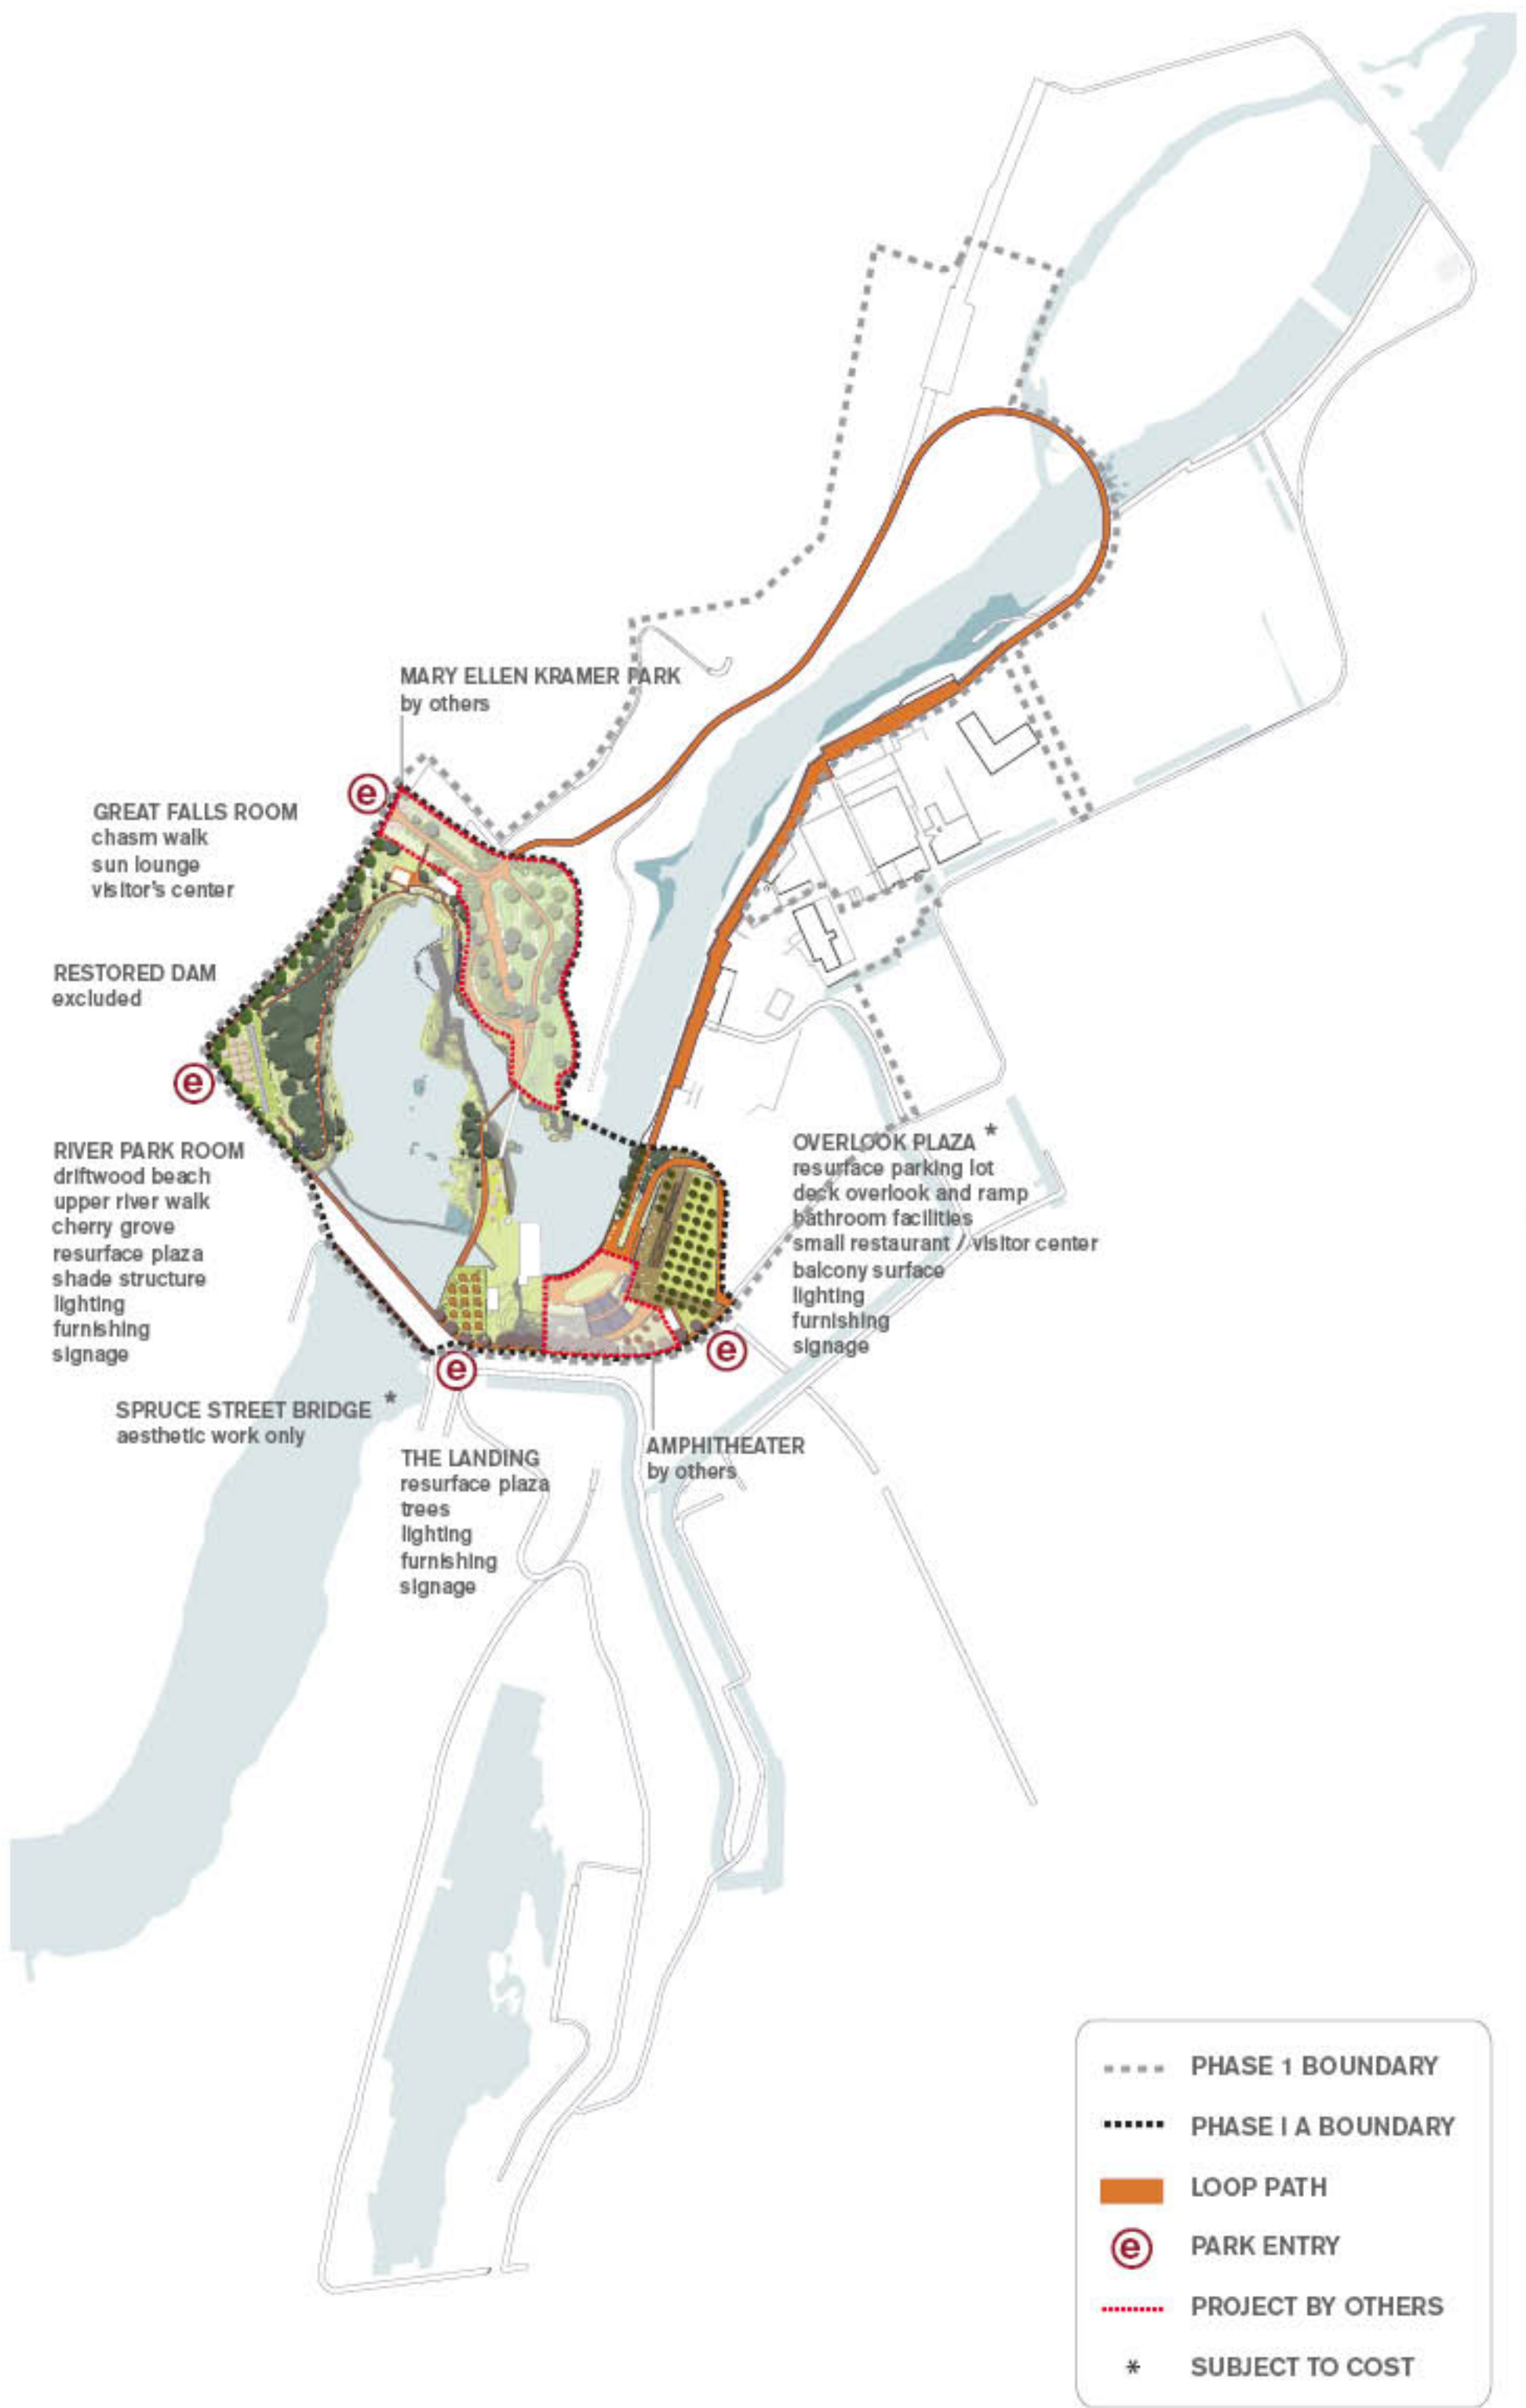 MARY ELLEN KRAMER PARK
by others
e
GREAT FALLS ROOM
chasm walk
sun lounge
visitor's center
RESTORED DAM
excluded
e
RIVER PARK ROOM
driftwood beach
upper river walk
cherry grove
resurface plaza
shade structure
lighting
furnishing
signage
OVERLOOK PLAZA *
resurface parking lot
deck overlook and ramp
bathroom facilities
small restaurant / visitor center
balcony surface
lighting
furnishing
signage
e
e
SPRUCE STREET BRIDGE *
aesthetic work only
THE LANDING
resurface plaza
trees
lighting
furnishing
signage
AMPHITHEATER
by others
PHASE 1 BOUNDARY
PHASE I A BOUNDARY
LOOP PATH
e PARK ENTRY
PROJECT BY OTHERS
* SUBJECT TO COST